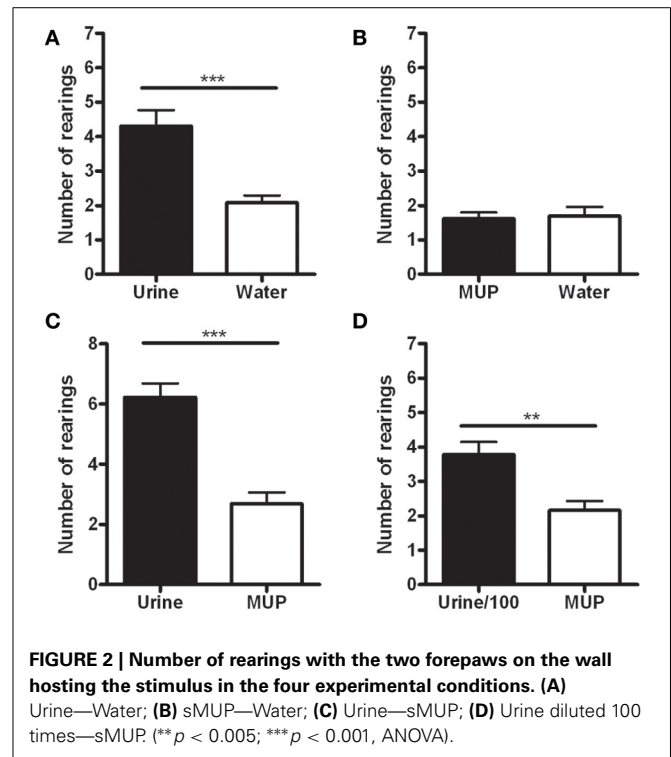 A
Number of rearings
7
6
5
4
3
2
1
0
***
Urine Water
B
Number of rearings
7
6
5
4
3
2
1
0
MUP Water
C
Number of rearings
8
6
4
2
0
***
Urine MUP
D
Number of rearings
7
6
5
4
3
2
1
0
**
Urine/100 MUP
FIGURE 2 | Number of rearings with the two forepaws on the wall
hosting the stimulus in the four experimental conditions. (A)
Urine—Water; (B) sMUP—Water; (C) Urine—sMUP; (D) Urine diluted 100
times—sMUP. (**p < 0.005; ***p < 0.001, ANOVA).